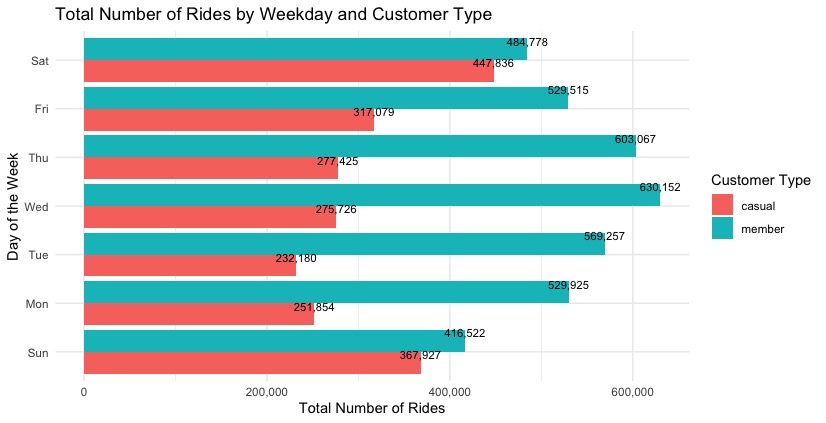 Total Number of Rides by Weekday and Customer Type
Day of the Week
Sat
484,778
447,836
Fri
529,515
317,079
Thu
603,067
277,425
Wed
630,152
275,726
Tue
569,257
232,180
Mon
529,925
251,854
Sun
416,522
367,927
0 200,000 400,000 600,000
Total Number of Rides
Customer Type
casual
member